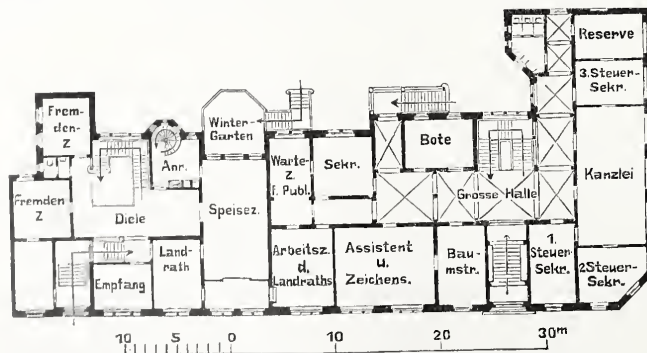 Reserve
3.Steuer-
Sekr.
Kanzlei
2Steuer-
Sekr.
1.
Steuer-
Sekr.
Grosse Halle
Bote
Bau-
mstr.
Assistent
u.
Zeichens.
Sekr.
Warte-
Z.
f. Publ.
Arbeitsz.
d.
Landraths
Winter-
Garten
Speisez.
Anr.
Diele
Land-
rath
Empfang
Frem-
den-
Z
Fremden
Z
10 5 0 10 20 30m